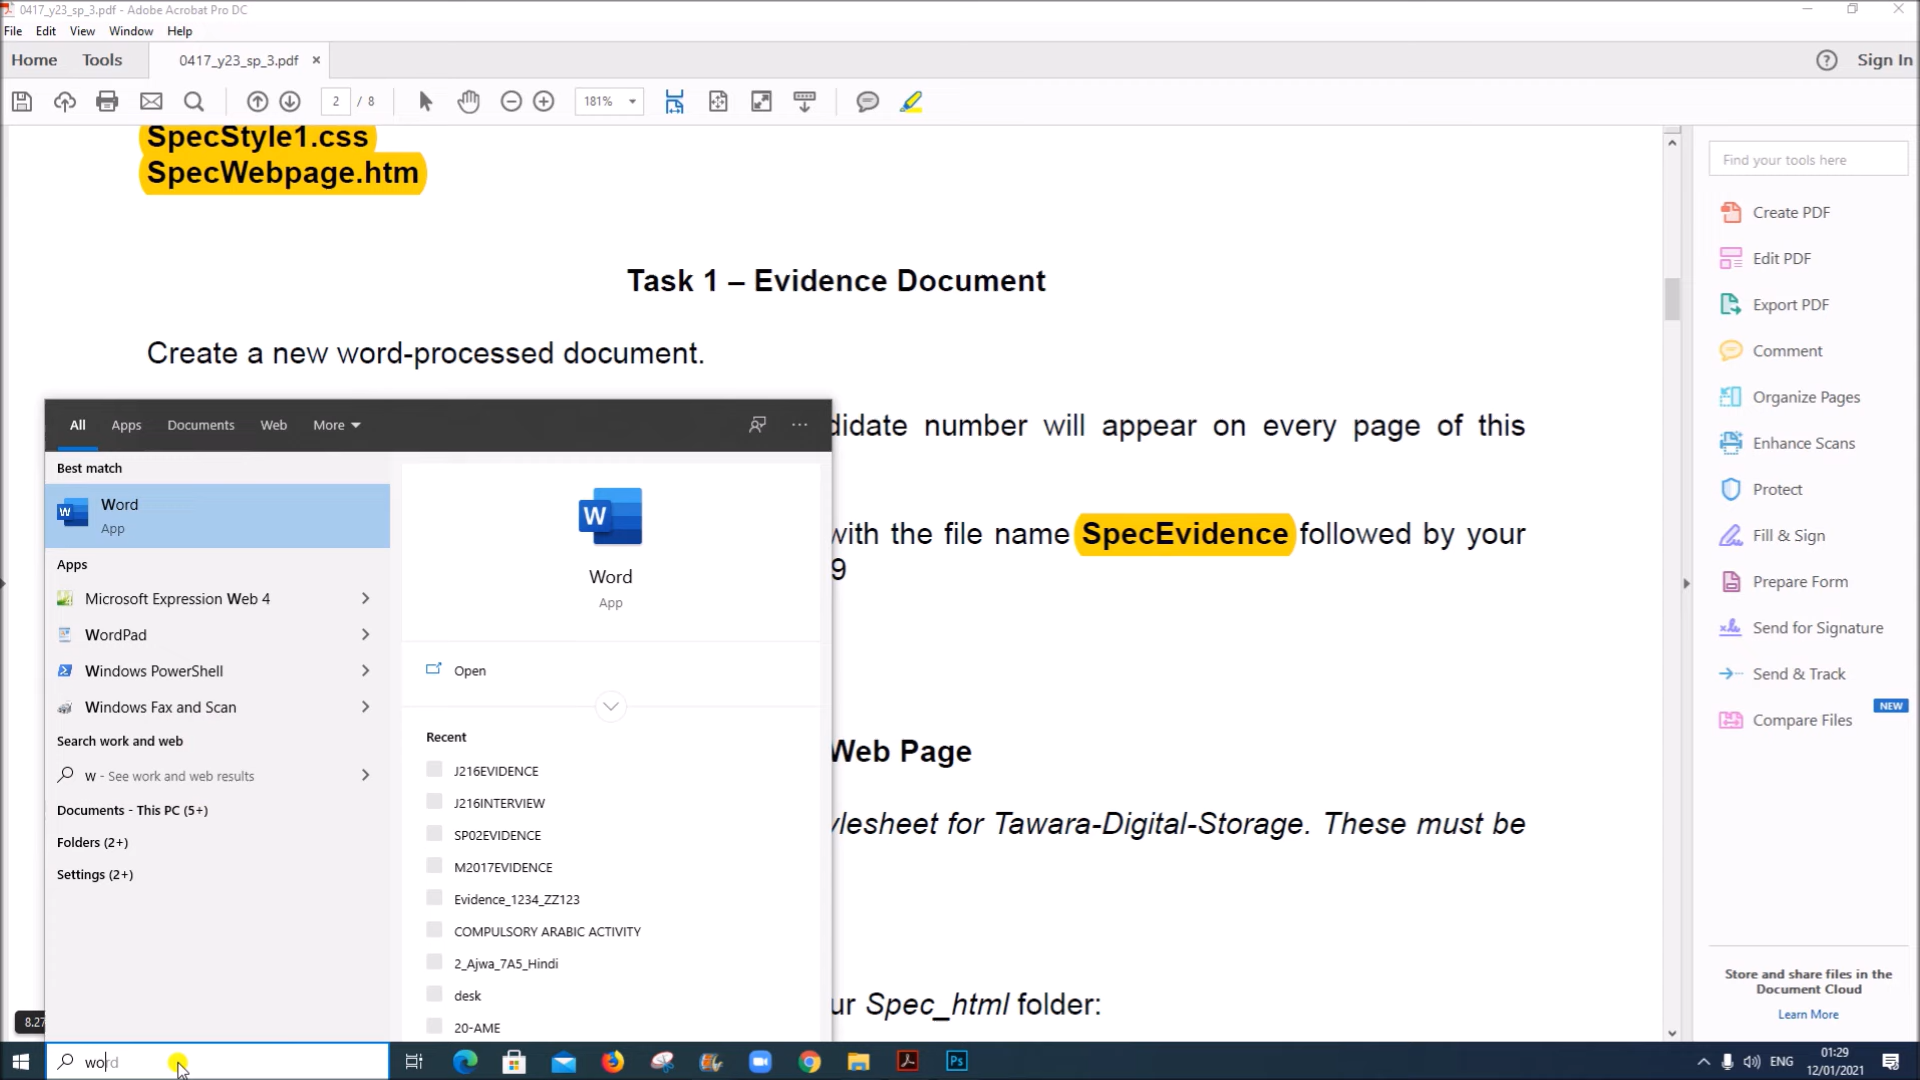 0417_y23_sp_3.pdf - Adobe Acrobat Pro DC
File Edit View Window Help
Home Tools 0417_y23_sp_3.pdf × Sign In
2 / 8 181%
SpecStyle1.css
SpecWebpage.htm
Task 1 – Evidence Document
Create a new word-processed document.
didate number will appear on every page of this
with the file name SpecEvidence followed by your
9
Web Page
ylesheet for Tawara-Digital-Storage. These must be
ur Spec_html folder:
All Apps Documents Web More
Best match
Word
App
Apps
Microsoft Expression Web 4
WordPad
Windows PowerShell
Windows Fax and Scan
Search work and web
w - See work and web results
Documents - This PC (5+)
Folders (2+)
Settings (2+)
W
Word
App
Open
Recent
J216EVIDENCE
J216INTERVIEW
SP02EVIDENCE
M2017EVIDENCE
Evidence_1234_ZZ123
COMPULSORY ARABIC ACTIVITY
2_Ajwa_7A5_Hindi
desk
20-AME
Find your tools here
Create PDF
Edit PDF
Export PDF
Comment
Organize Pages
Enhance Scans
Protect
Fill & Sign
Prepare Form
Send for Signature
Send & Track
NEW
Compare Files
Store and share files in the
Document Cloud
Learn More
8.27
word
Ps
ENG
01:29
12/01/2021